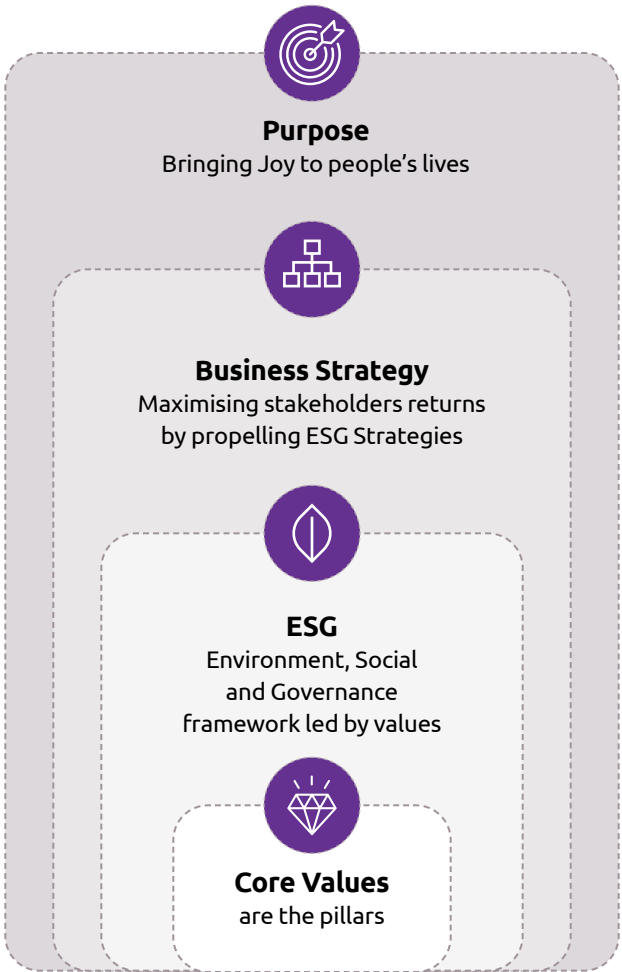 Purpose
Bringing Joy to people’s lives
Business Strategy
Maximising stakeholders returns
by propelling ESG Strategies
ESG
Environment, Social
and Governance
framework led by values
Core Values
are the pillars